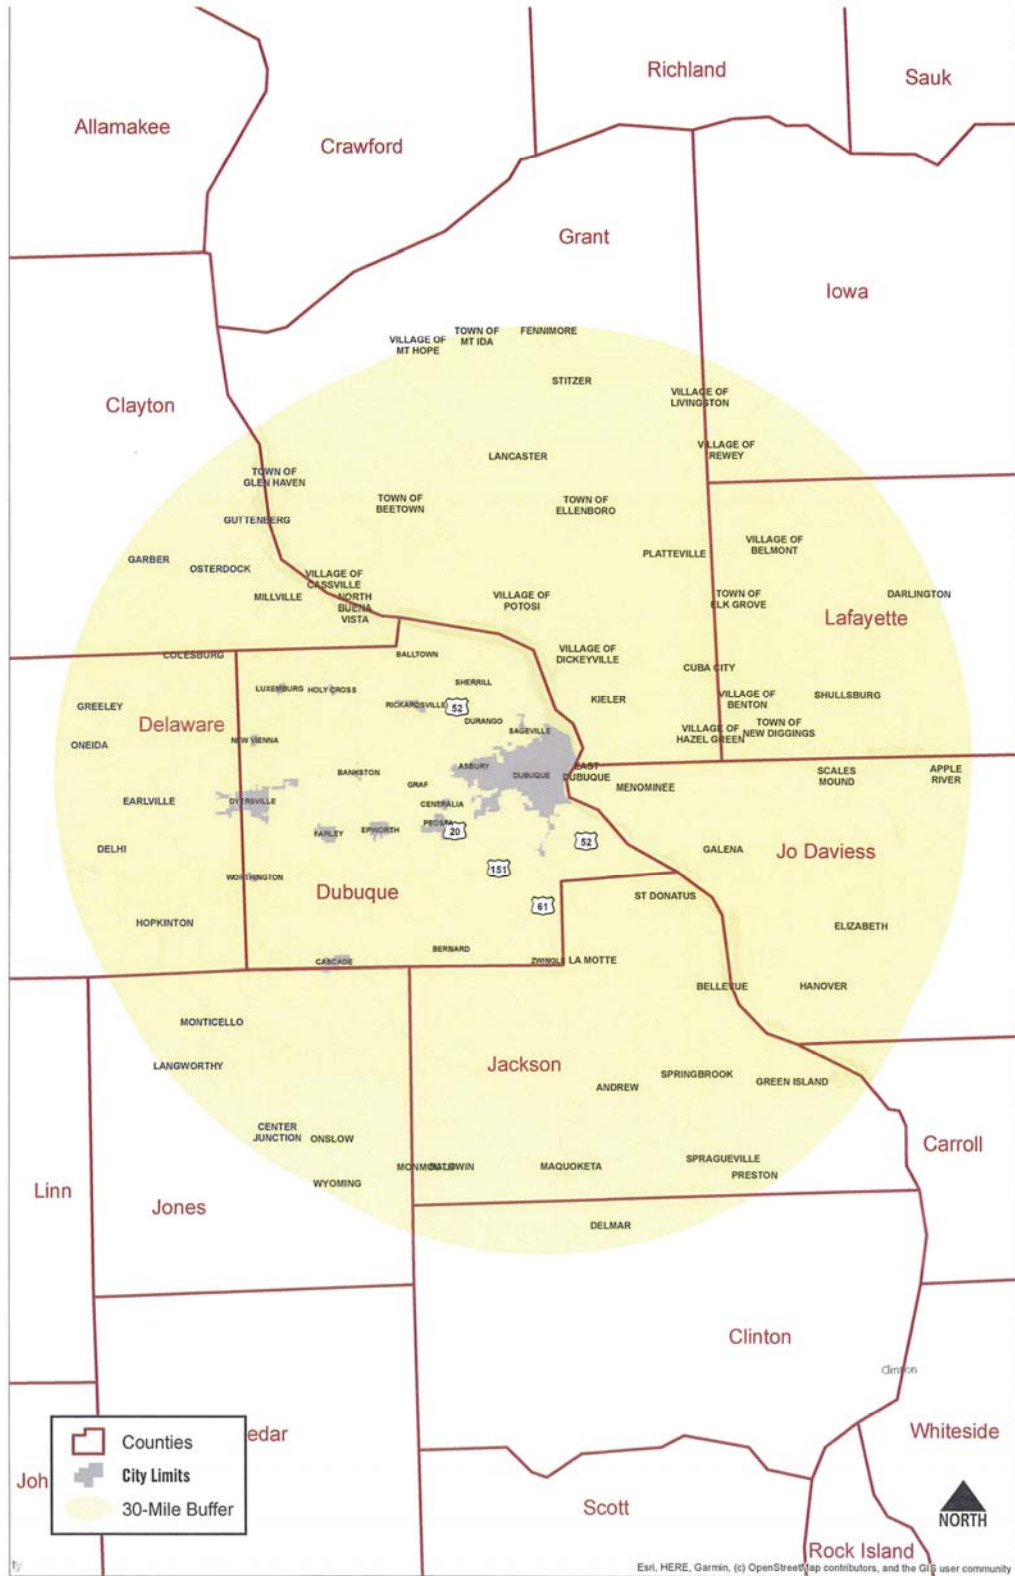 Richland
Sauk
Allamakee
Crawford
Grant
Iowa
VILLAGE OF
MT HOPE
TOWN OF
MT IDA
FENNIMORE
STITZER
Clayton
VILLAGE OF
LIVINGSTON
VILLAGE OF
REWEY
LANCASTER
TOWN OF
GLEN HAVEN
TOWN OF
BEETOWN
TOWN OF
ELLENBORO
GUTTENBERG
VILLAGE OF
BELMONT
PLATTEVILLE
GARBER
OSTERDOCK
VILLAGE OF
CASSVILLE
MILLVILLE
NORTH
BUENA
VISTA
VILLAGE OF
POTOSI
TOWN OF
ELK GROVE
DARLINGTON
Lafayette
COLESBURG
BALLTOWN
VILLAGE OF
DICKEYVILLE
CUBA CITY
LUXEMBURG
HOLY CROSS
SHERRILL
KIELER
VILLAGE OF
BENTON
SHULLSBURG
GREELEY
RICKARDSVILLE
52
Delaware
DURANGO
SAGEVILLE
VILLAGE OF
HAZEL GREEN
TOWN OF
NEW DIGGINGS
ONEIDA
NEW VIENNA
BANKSTON
ASBURY
DUBUQUE
EAST
DUBUQUE
GRAF
MENOMINEE
SCALES
MOUND
APPLE
RIVER
EARLVILLE
DYERSVILLE
CENTRALIA
FARLEY
EPWORTH
PEOSTA
20
52
DELHI
GALENA
Jo Daviess
151
WORTHINGTON
Dubuque
61
ST DONATUS
HOPKINTON
ELIZABETH
BERNARD
CASCADE
ZWINGLE
LA MOTTE
BELLEVUE
HANOVER
MONTICELLO
LANGWORTHY
Jackson
ANDREW
SPRINGBROOK
GREEN ISLAND
CENTER
JUNCTION
ONSLOW
Carroll
MONMOUTH
BALDWIN
MAQUOKETA
SPRAGUEVILLE
PRESTON
WYOMING
Linn
Jones
DELMAR
Clinton
Clinton
Whiteside
edar
Joh
Counties
City Limits
30-Mile Buffer
Scott
NORTH
Rock Island
ty
Esri, HERE, Garmin, (c) OpenStreetMap contributors, and the GIS user community